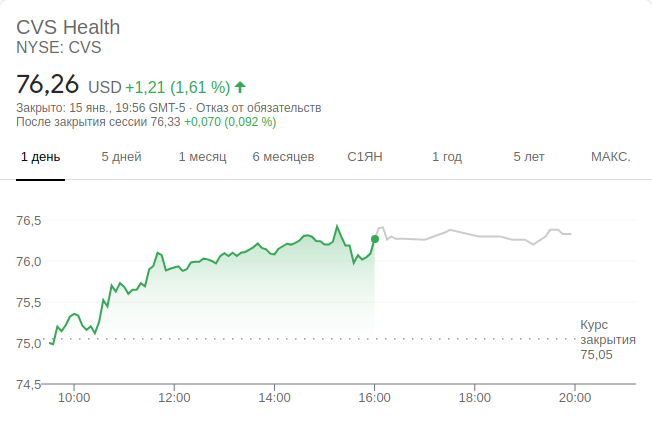 CVS Health
NYSE: CVS
76,26 USD +1,21 (1,61 %)
Закрыто: 15 янв., 19:56 GMT-5 · Отказ от обязательств
После закрытия сессии 76,33 +0,070 (0,092 %)
1 день 5 дней 1 месяц 6 месяцев С1ЯН 1 год 5 лет МАКС.
76,5
76,0
75,5
75,0
74,5
Курс
закрытия
75,05
10:00 12:00 14:00 16:00 18:00 20:00